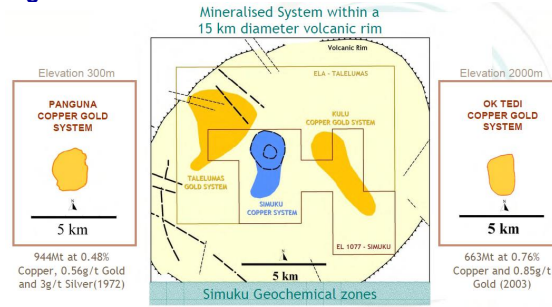 Mineralised System within a
15 km diameter volcanic rim
Elevation 300m
PANGUNA
COPPER GOLD
SYSTEM
N
5 km
944Mt at 0.48%
Copper, 0.56g/t Gold
and 3g/t Silver(1972)
Volcanic Rim
ELA - TALELUMAS
KULU
COPPER GOLD SYSTEM
TALELUMAS
GOLD SYSTEM
SIMUKU
COPPER SYSTEM
EL 1077 - SIMUKU
N
5 km
Simuku Geochemical zones
Elevation 2000m
OK TEDI
COPPER GOLD
SYSTEM
N
5 km
663Mt at 0.76%
Copper and 0.85g/t
Gold (2003)